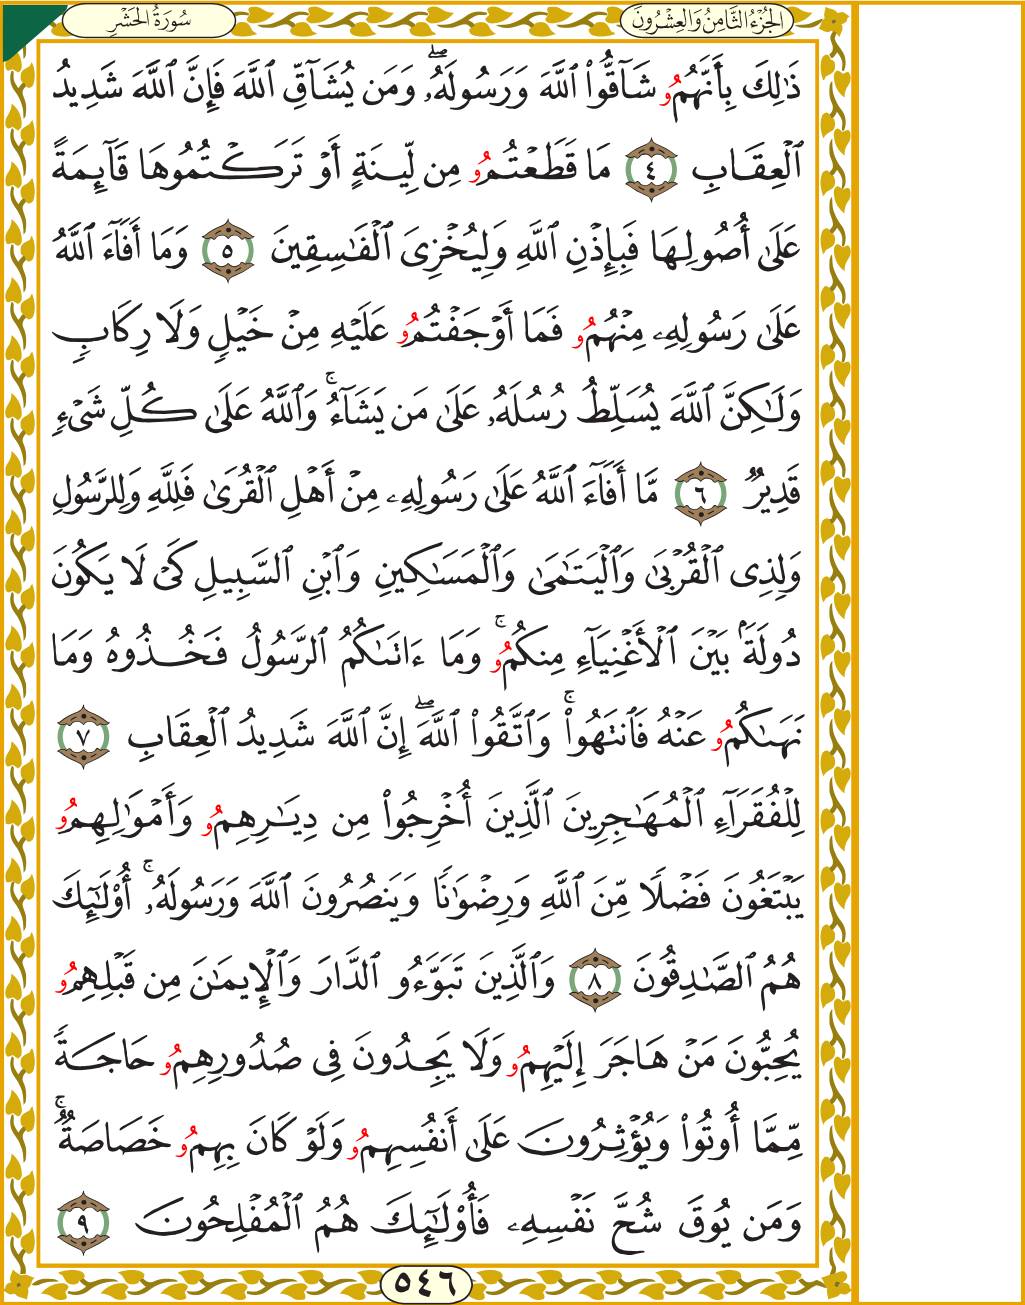 سُورَةُ الحَشْرِ الجُزْءُ الثَّامِنُ وَالعِشْرُونَ
ذَٰلِكَ بِأَنَّهُمُۥ شَآقُّوا۟ ٱللَّهَ وَرَسُولَهُۥۖ وَمَن يُشَآقِّ ٱللَّهَ فَإِنَّ ٱللَّهَ شَدِيدُ
ٱلْعِقَابِ ٤ مَا قَطَعْتُمُۥ مِن لِّينَةٍ أَوْ تَرَكْتُمُوهَا قَآئِمَةً
عَلَىٰ أُصُولِهَا فَبِإِذْنِ ٱللَّهِ وَلِيُخْزِىَ ٱلْفَـٰسِقِينَ ٥ وَمَا أَفَآءَ ٱللَّهُ
عَلَىٰ رَسُولِهِۦ مِنْهُمُۥ فَمَا أَوْجَفْتُمُۥ عَلَيْهِ مِنْ خَيْلٍ وَلَا رِكَابٍ
وَلَـٰكِنَّ ٱللَّهَ يُسَلِّطُ رُسُلَهُۥ عَلَىٰ مَن يَشَآءُۚ وَٱللَّهُ عَلَىٰ كُلِّ شَىْءٍ
قَدِيرٌ ٦ مَّا أَفَآءَ ٱللَّهُ عَلَىٰ رَسُولِهِۦ مِنْ أَهْلِ ٱلْقُرَىٰ فَلِلَّهِ وَلِلرَّسُولِ
وَلِذِى ٱلْقُرْبَىٰ وَٱلْيَتَـٰمَىٰ وَٱلْمَسَـٰكِينِ وَٱبْنِ ٱلسَّبِيلِ كَىْ لَا يَكُونَ
دُولَةَۢ بَيْنَ ٱلْأَغْنِيَآءِ مِنكُمُۥۚ وَمَا ءَاتَىٰكُمُ ٱلرَّسُولُ فَخُذُوهُ وَمَا
نَهَىٰكُمُۥ عَنْهُ فَٱنتَهُوا۟ۚ وَٱتَّقُوا۟ ٱللَّهَۖ إِنَّ ٱللَّهَ شَدِيدُ ٱلْعِقَابِ ٧
لِلْفُقَرَآءِ ٱلْمُهَـٰجِرِينَ ٱلَّذِينَ أُخْرِجُوا۟ مِن دِيَـٰرِهِمُۥ وَأَمْوَٰلِهِمُۥ
يَبْتَغُونَ فَضْلًا مِّنَ ٱللَّهِ وَرِضْوَٰنًا وَيَنصُرُونَ ٱللَّهَ وَرَسُولَهُۥۚ أُو۟لَـٰٓئِكَ
هُمُ ٱلصَّـٰدِقُونَ ٨ وَٱلَّذِينَ تَبَوَّءُو ٱلدَّارَ وَٱلْإِيمَـٰنَ مِن قَبْلِهِمُۥ
يُحِبُّونَ مَنْ هَاجَرَ إِلَيْهِمُۥ وَلَا يَجِدُونَ فِى صُدُورِهِمُۥ حَاجَةً
مِّمَّا أُوتُوا۟ وَيُؤْثِرُونَ عَلَىٰ أَنفُسِهِمُۥ وَلَوْ كَانَ بِهِمُۥ خَصَاصَةٌۚ
وَمَن يُوقَ شُحَّ نَفْسِهِۦ فَأُو۟لَـٰٓئِكَ هُمُ ٱلْمُفْلِحُونَ ٩
٥٤٦